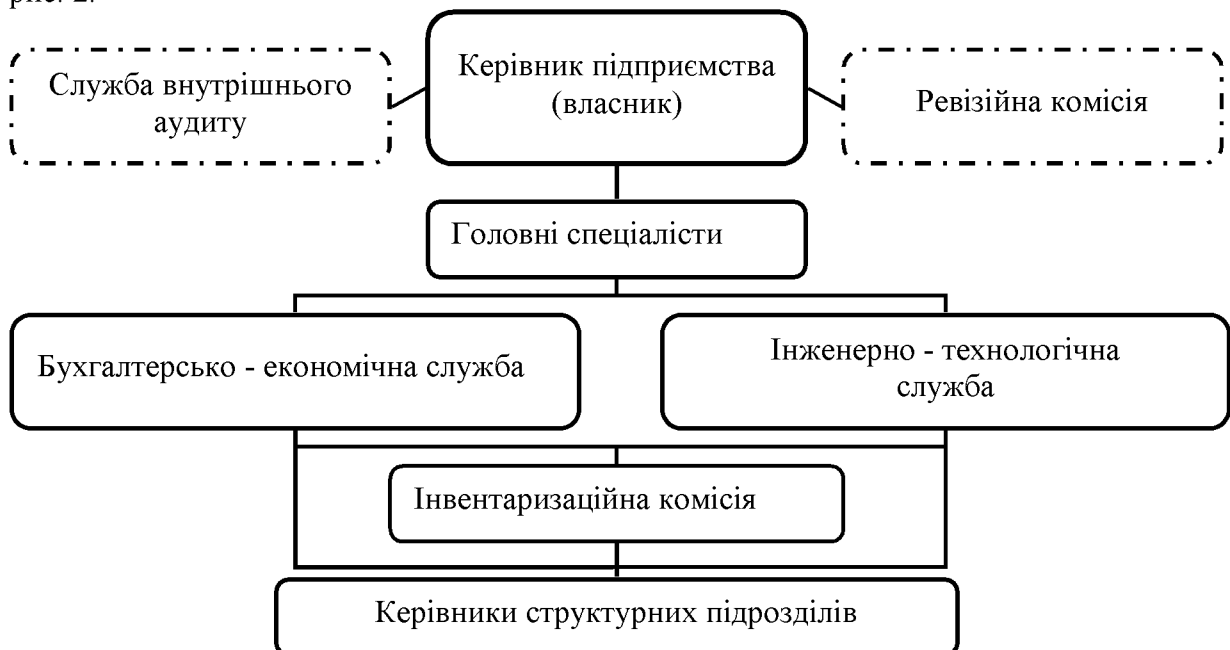 рис. 2.
Керівник підприємства
(власник)
Служба внутрішнього
аудиту
Ревізійна комісія
Головні спеціалісти
Бухгалтерсько - економічна служба
Інженерно - технологічна
служба
Інвентаризаційна комісія
Керівники структурних підрозділів